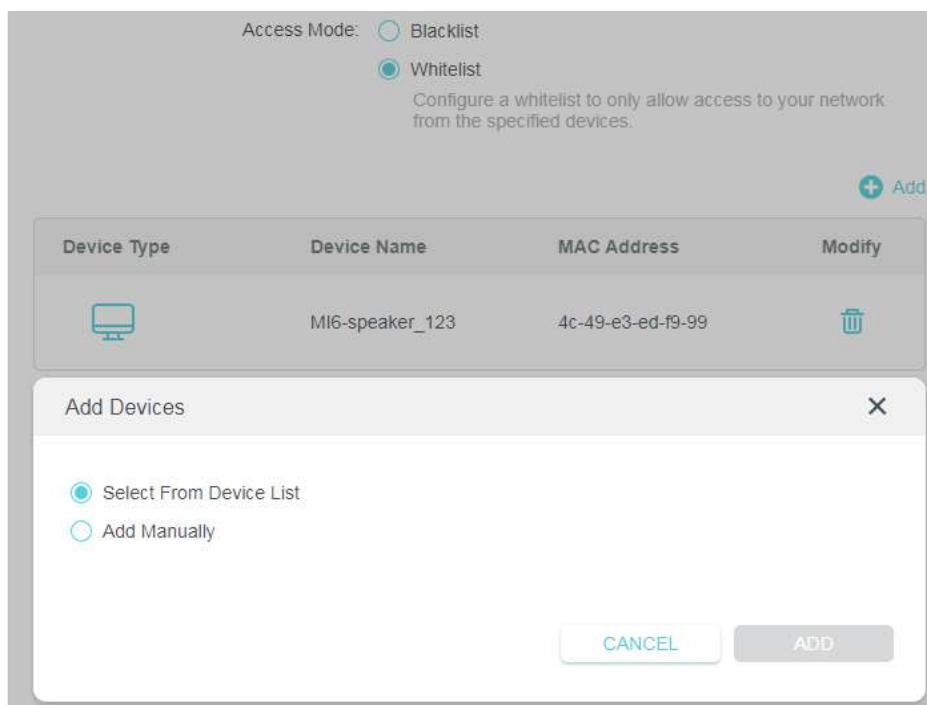 Access Mode: Blacklist
Whitelist
Configure a whitelist to only allow access to your network
from the specified devices.
Add
Device Type Device Name MAC Address Modify
MI6-speaker_123 4c-49-e3-ed-f9-99
Add Devices
Select From Device List
Add Manually
CANCEL ADD